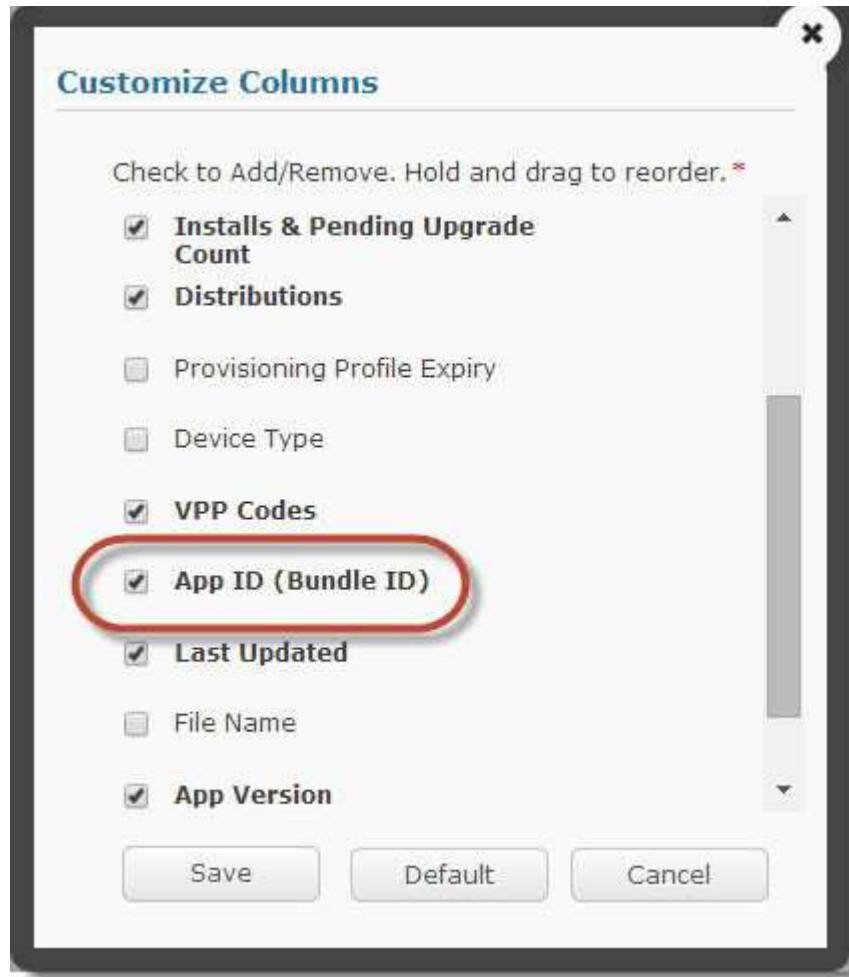 Customize Columns
Check to Add/Remove. Hold and drag to reorder. *
Installs & Pending Upgrade
Count
Distributions
Provisioning Profile Expiry
Device Type
VPP Codes
App ID (Bundle ID)
Last Updated
File Name
App Version
Save Default Cancel